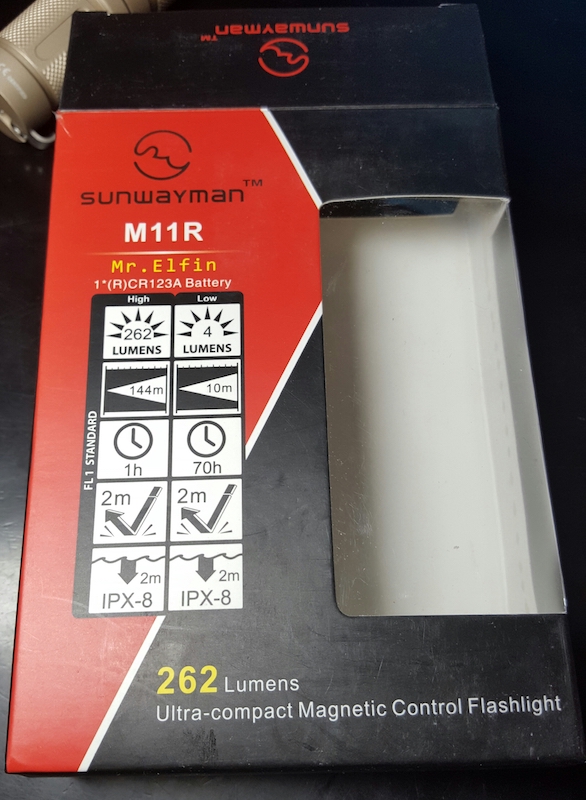 sunwayman™
sunwayman™
M11R
Mr.Elfin
1*(R)CR123A Battery
High Low
262 4
LUMENS LUMENS
144m 10m
1h 70h
2m 2m
2m 2m
IPX-8 IPX-8
FL1 STANDARD
262 Lumens
Ultra-compact Magnetic Control Flashlight